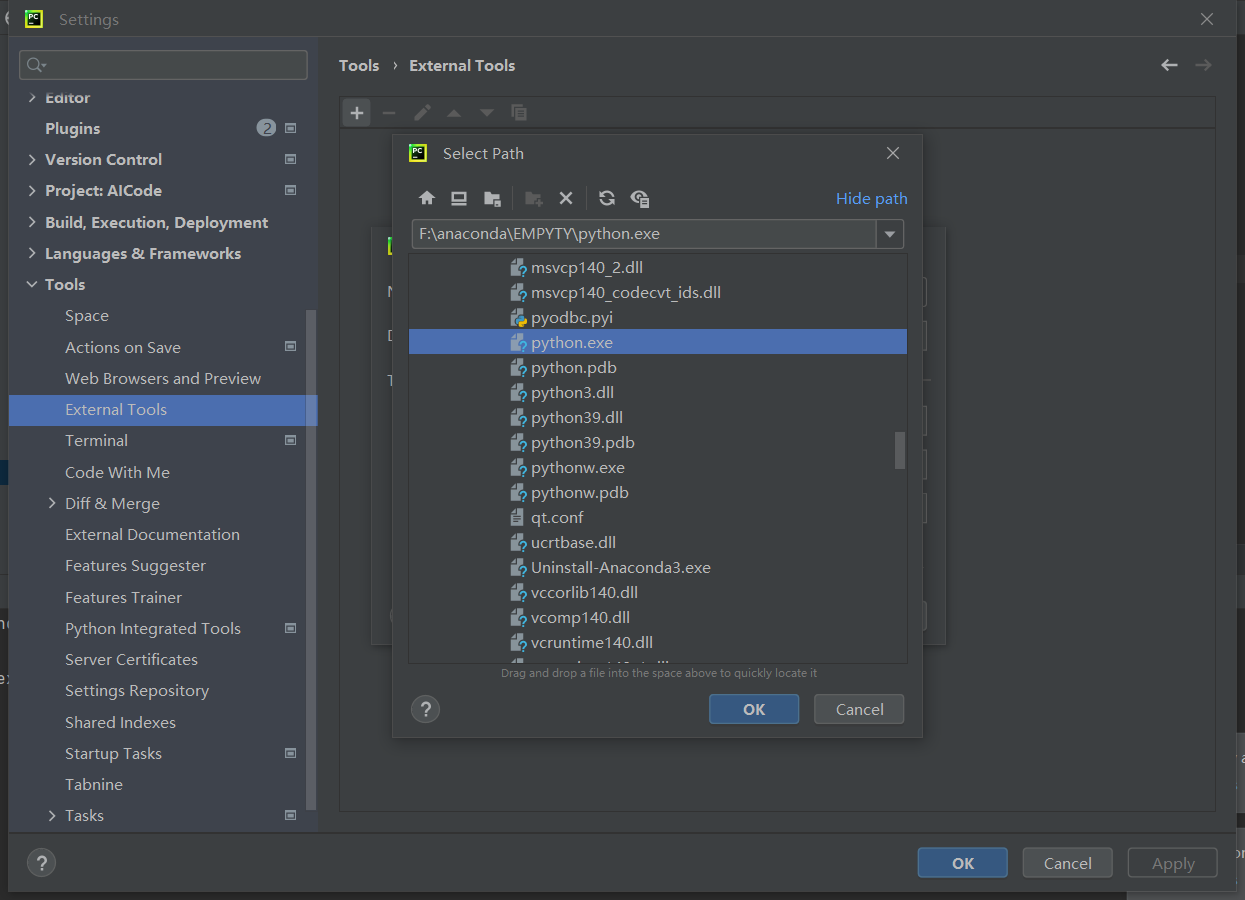 Settings
Editor
Plugins 2
Version Control
Project: AICode
Build, Execution, Deployment
Languages & Frameworks
Tools
Space
Actions on Save
Web Browsers and Preview
External Tools
Terminal
Code With Me
Diff & Merge
External Documentation
Features Suggester
Features Trainer
Python Integrated Tools
Server Certificates
Settings Repository
Shared Indexes
Startup Tasks
Tabnine
Tasks
Tools › External Tools
Select Path
Hide path
F:\anaconda\EMPYTY\python.exe
msvcp140_2.dll
msvcp140_codecvt_ids.dll
pyodbc.pyi
python.exe
python.pdb
python3.dll
python39.dll
python39.pdb
pythonw.exe
pythonw.pdb
qt.conf
ucrtbase.dll
Uninstall-Anaconda3.exe
vccorlib140.dll
vcomp140.dll
vcruntime140.dll
Drag and drop a file into the space above to quickly locate it
? OK Cancel
? OK Cancel Apply